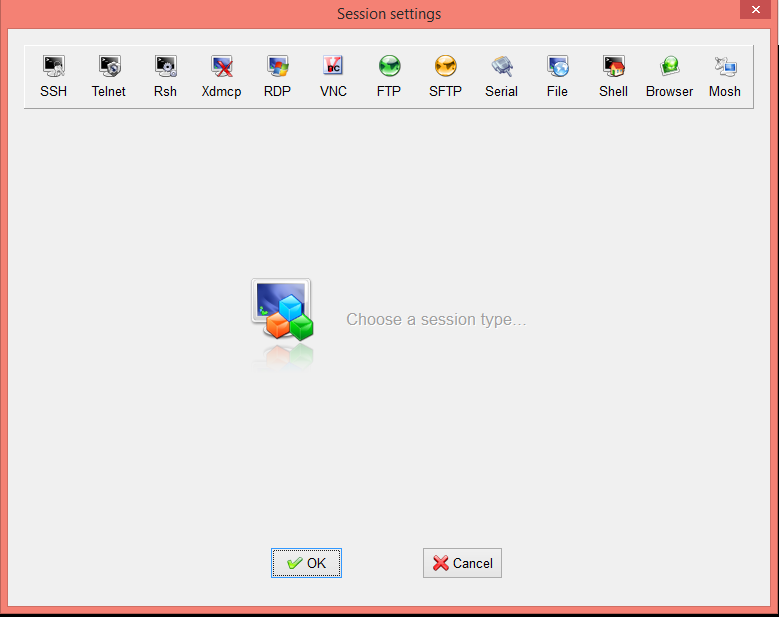 Session settings
SSH Telnet Rsh Xdmcp RDP VNC FTP SFTP Serial File Shell Browser Mosh
Choose a session type...
OK Cancel